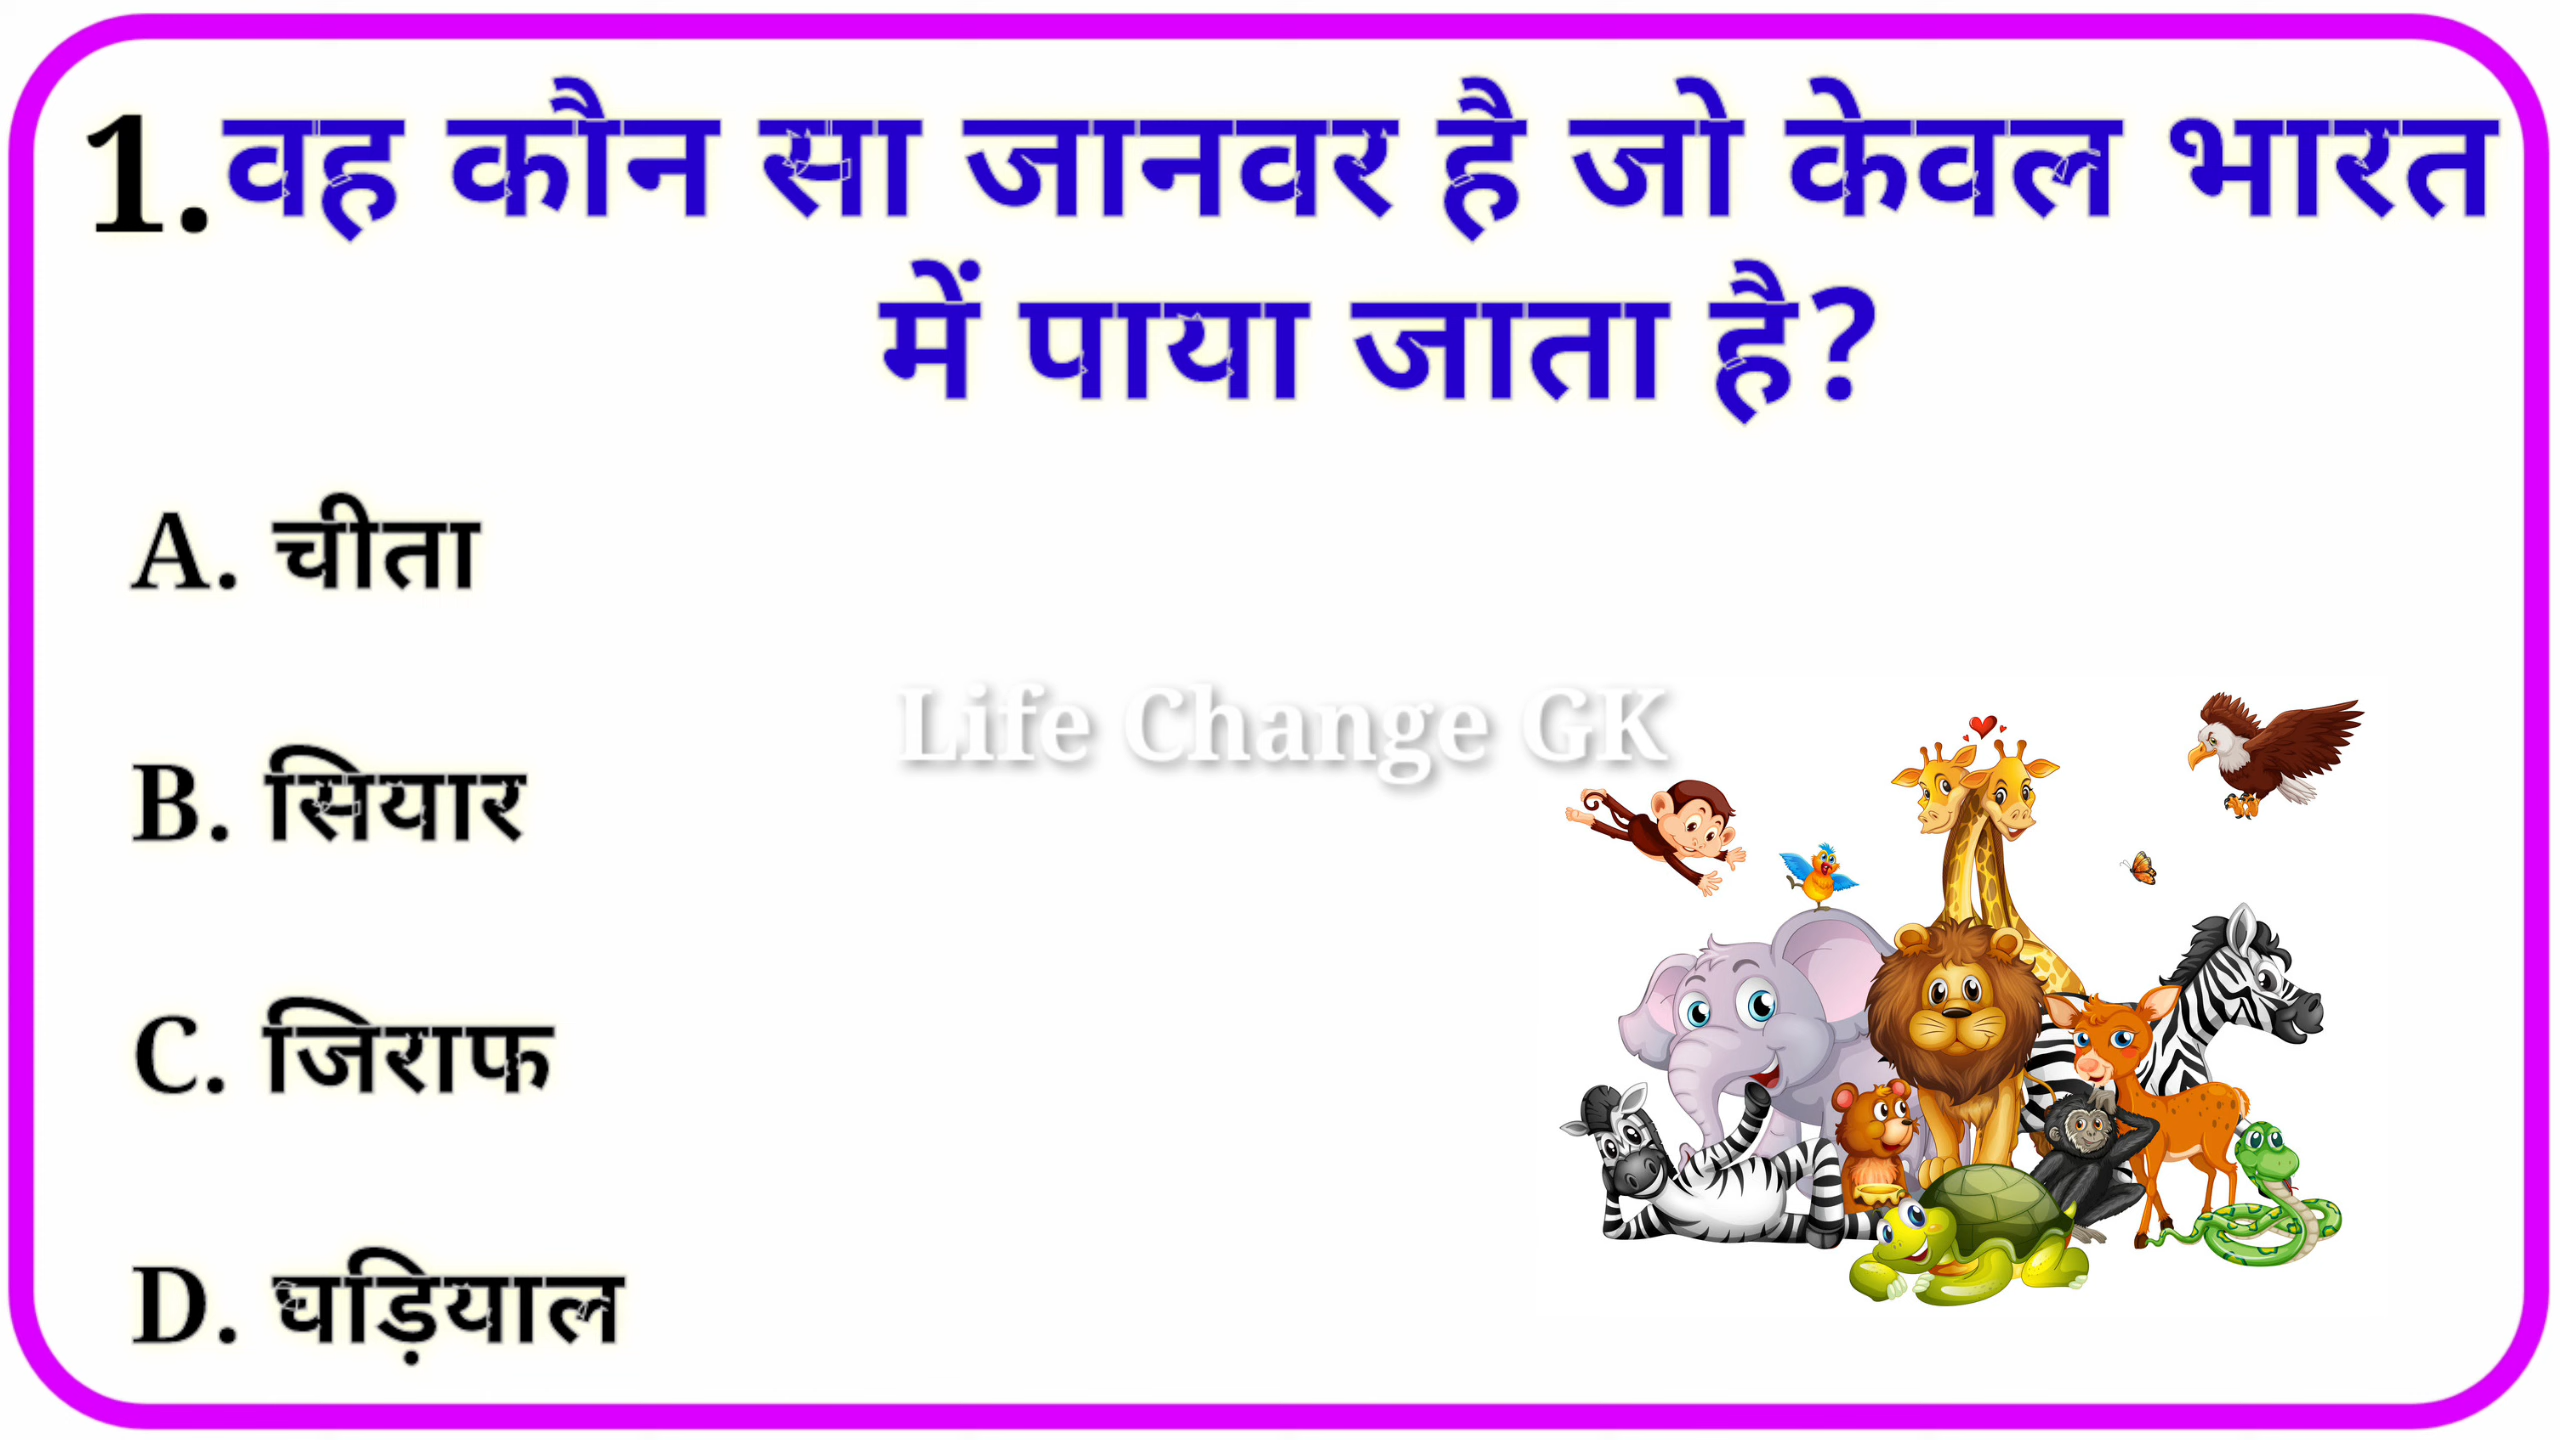 1. वह कौन सा जानवर है जो केवल भारत
में पाया जाता है?
A. चीता
Life Change GK
B. सियार
C. जिराफ
D. घड़ियाल